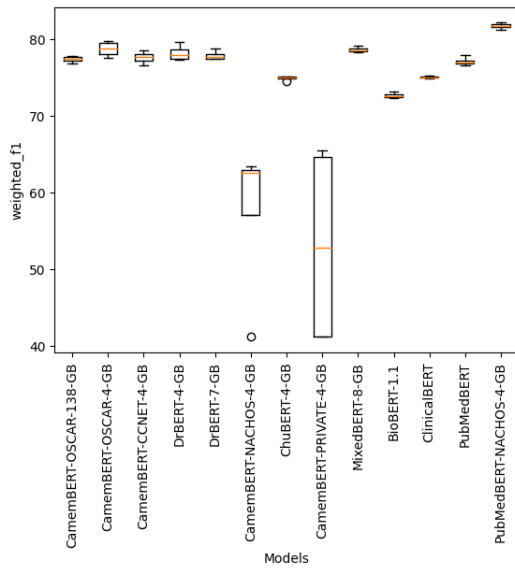 80
70
60
50
40
weighted_f1
CamemBERT-OSCAR-138-GB
CamemBERT-OSCAR-4-GB
CamemBERT-CCNET-4-GB
DrBERT-4-GB
DrBERT-7-GB
CamemBERT-NACHOS-4-GB
ChuBERT-4-GB
CamemBERT-PRIVATE-4-GB
MixedBERT-8-GB
BioBERT-1.1
ClinicalBERT
PubMedBERT
PubMedBERT-NACHOS-4-GB
Models